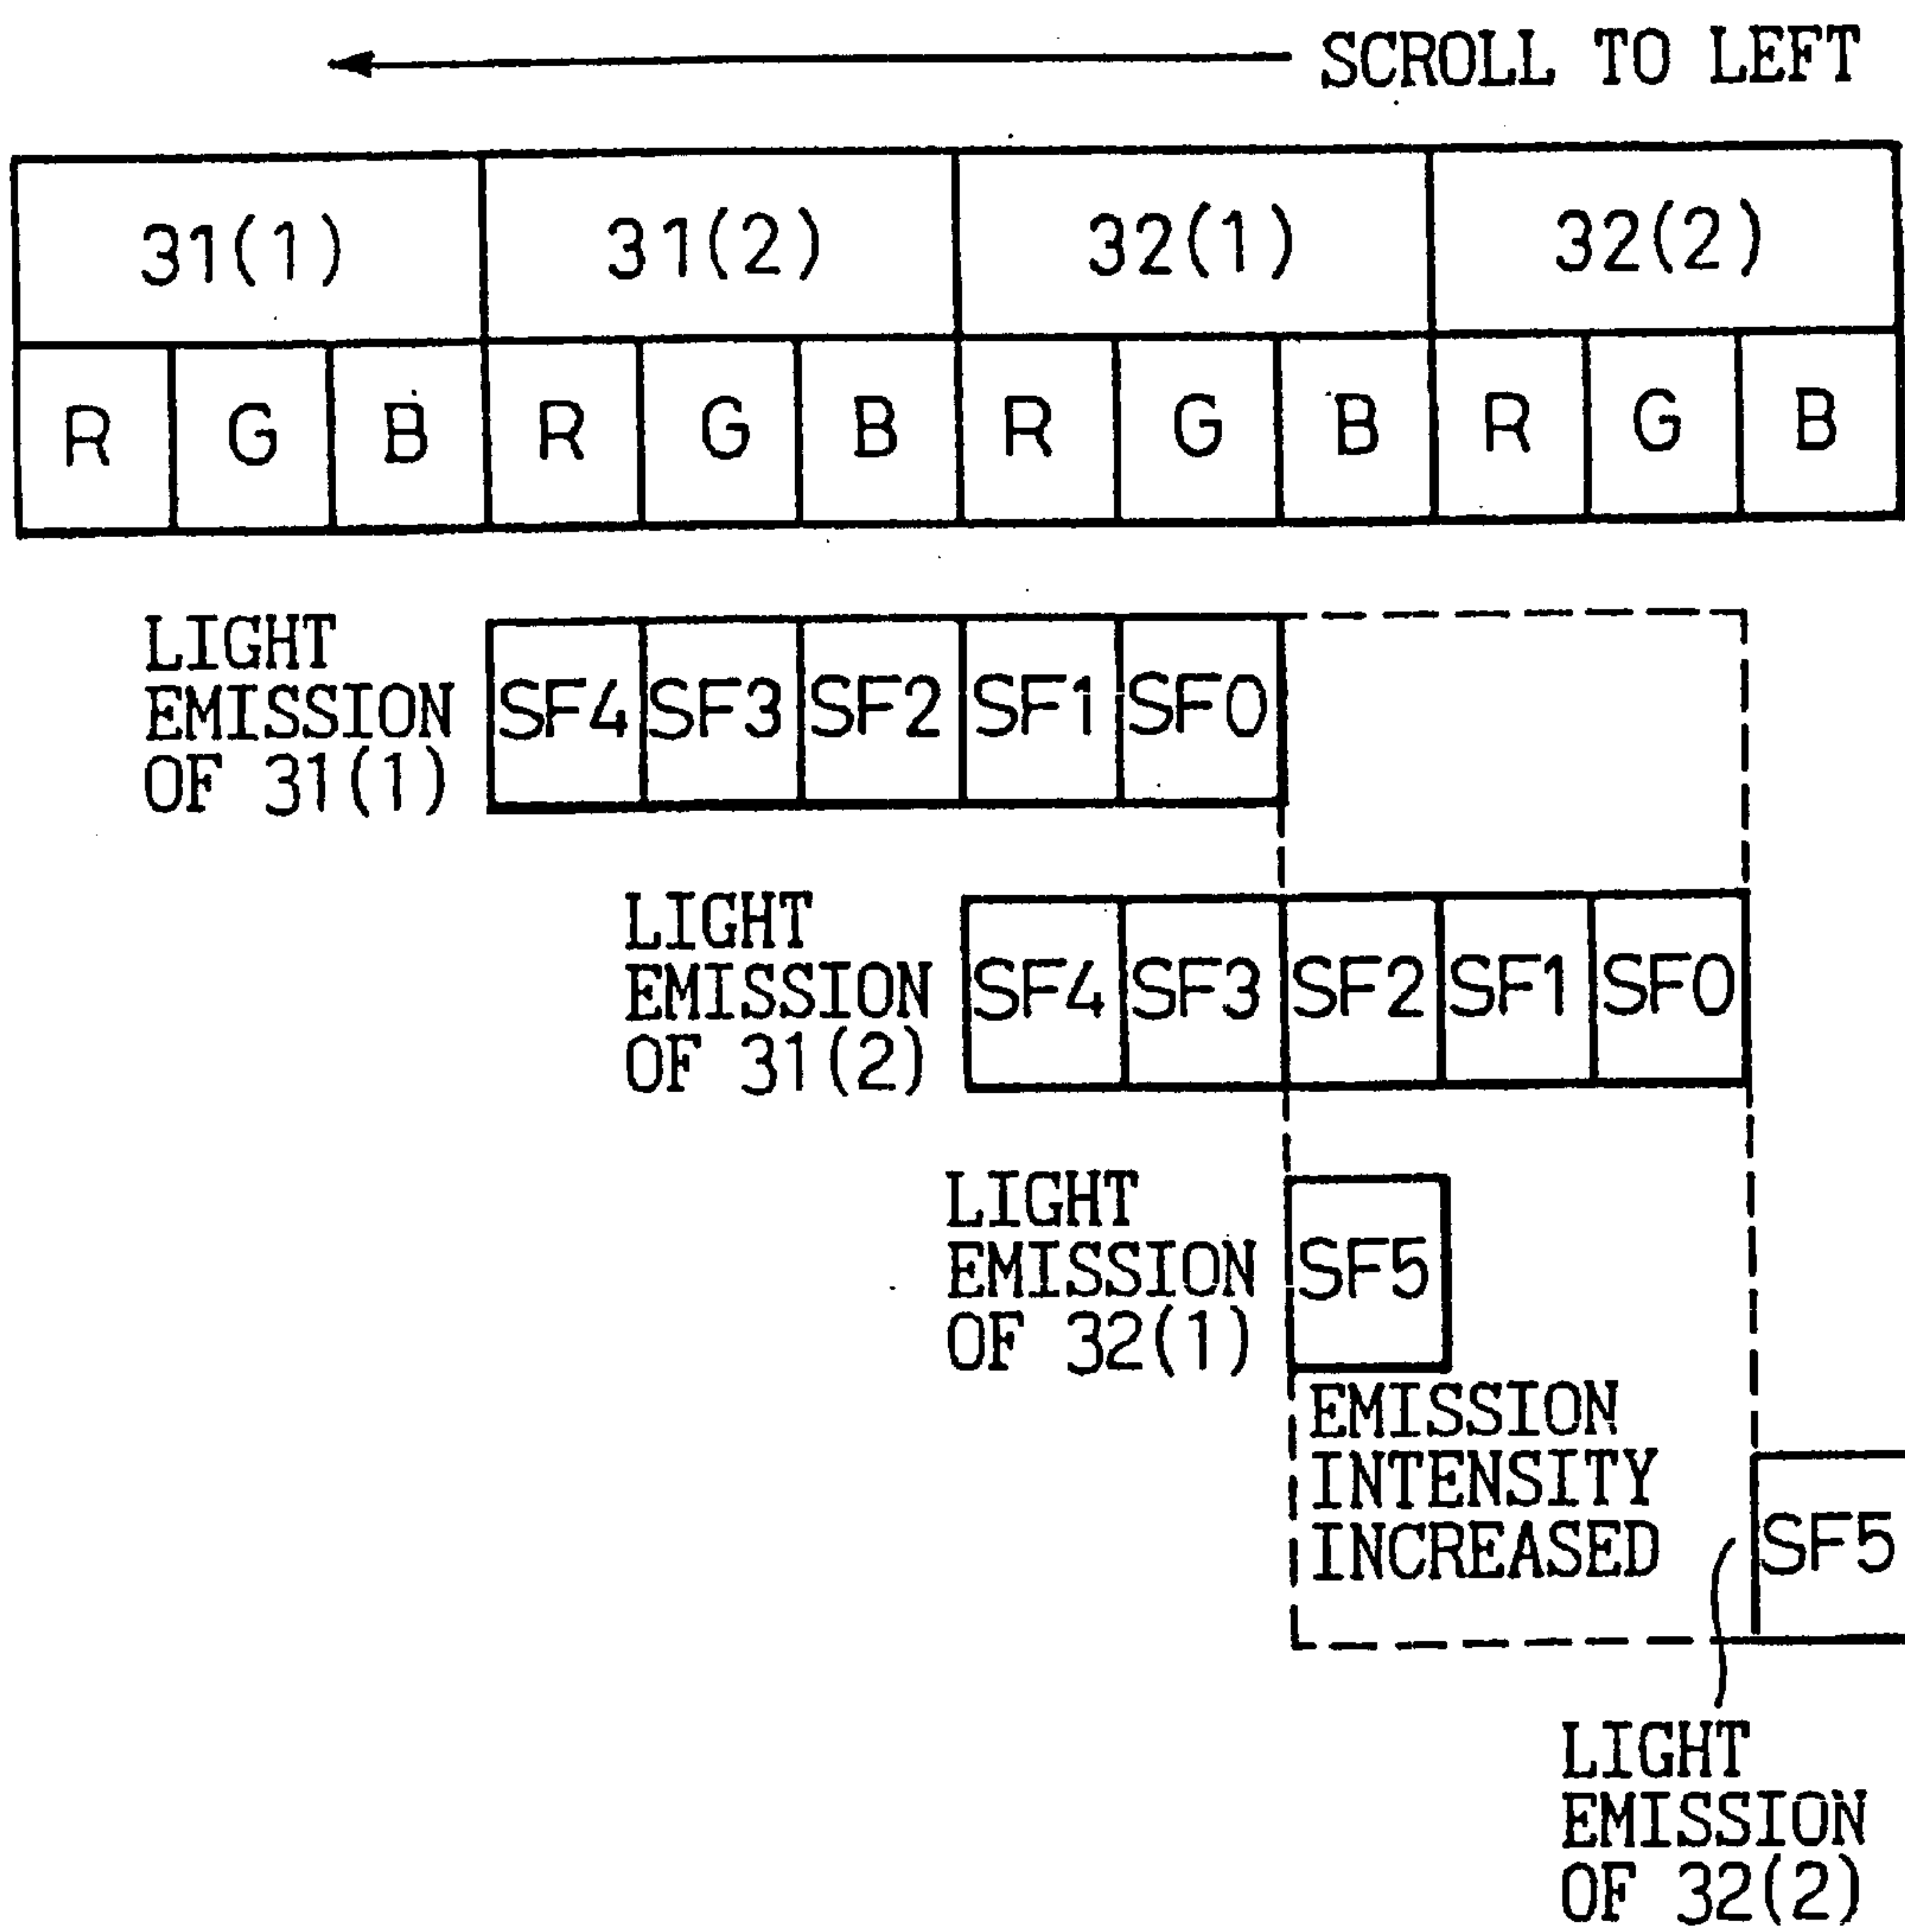 SCROLL TO LEFT
31(1) 31(2) 32(1) 32(2)
R G B R G B R G B R G B
LIGHT
EMISSION
OF 31(1)
SF4 SF3 SF2 SF1 SF0
LIGHT
EMISSION
OF 31(2)
SF4 SF3 SF2 SF1 SF0
LIGHT
EMISSION
OF 32(1)
SF5
EMISSION
INTENSITY
INCREASED
SF5
LIGHT
EMISSION
OF 32(2)